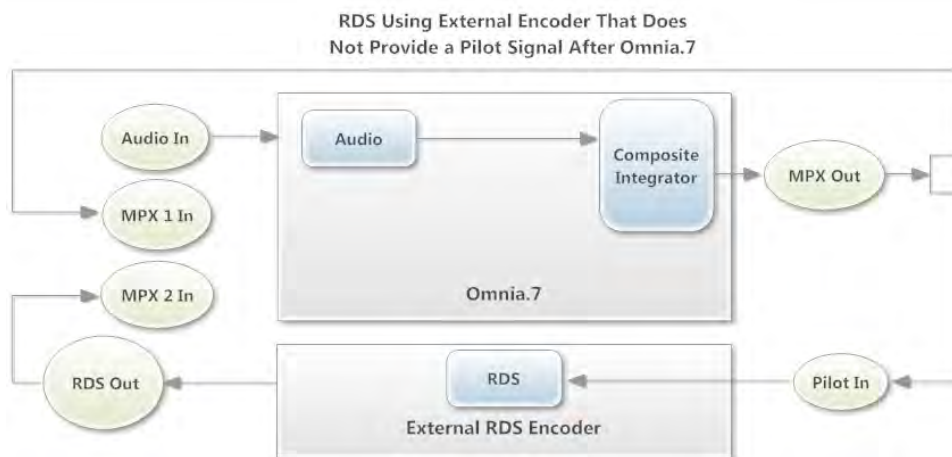 RDS Using External Encoder That Does
Not Provide a Pilot Signal After Omnia.7
Audio In
Audio
Composite
Integrator
MPX Out
MPX 1 In
MPX 2 In
Omnia.7
RDS Out
RDS
Pilot In
External RDS Encoder